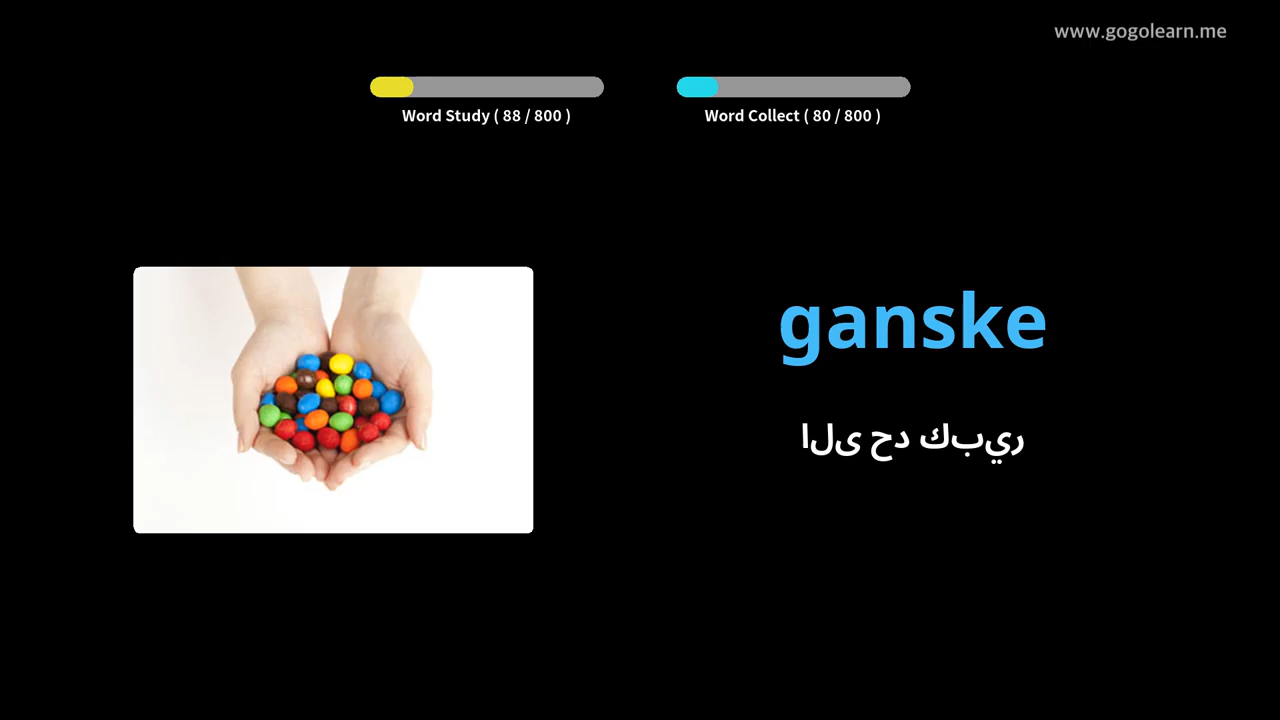 www.gogolearn.me
Word Study ( 88 / 800 )
Word Collect ( 80 / 800 )
ganske
الى حد كبير